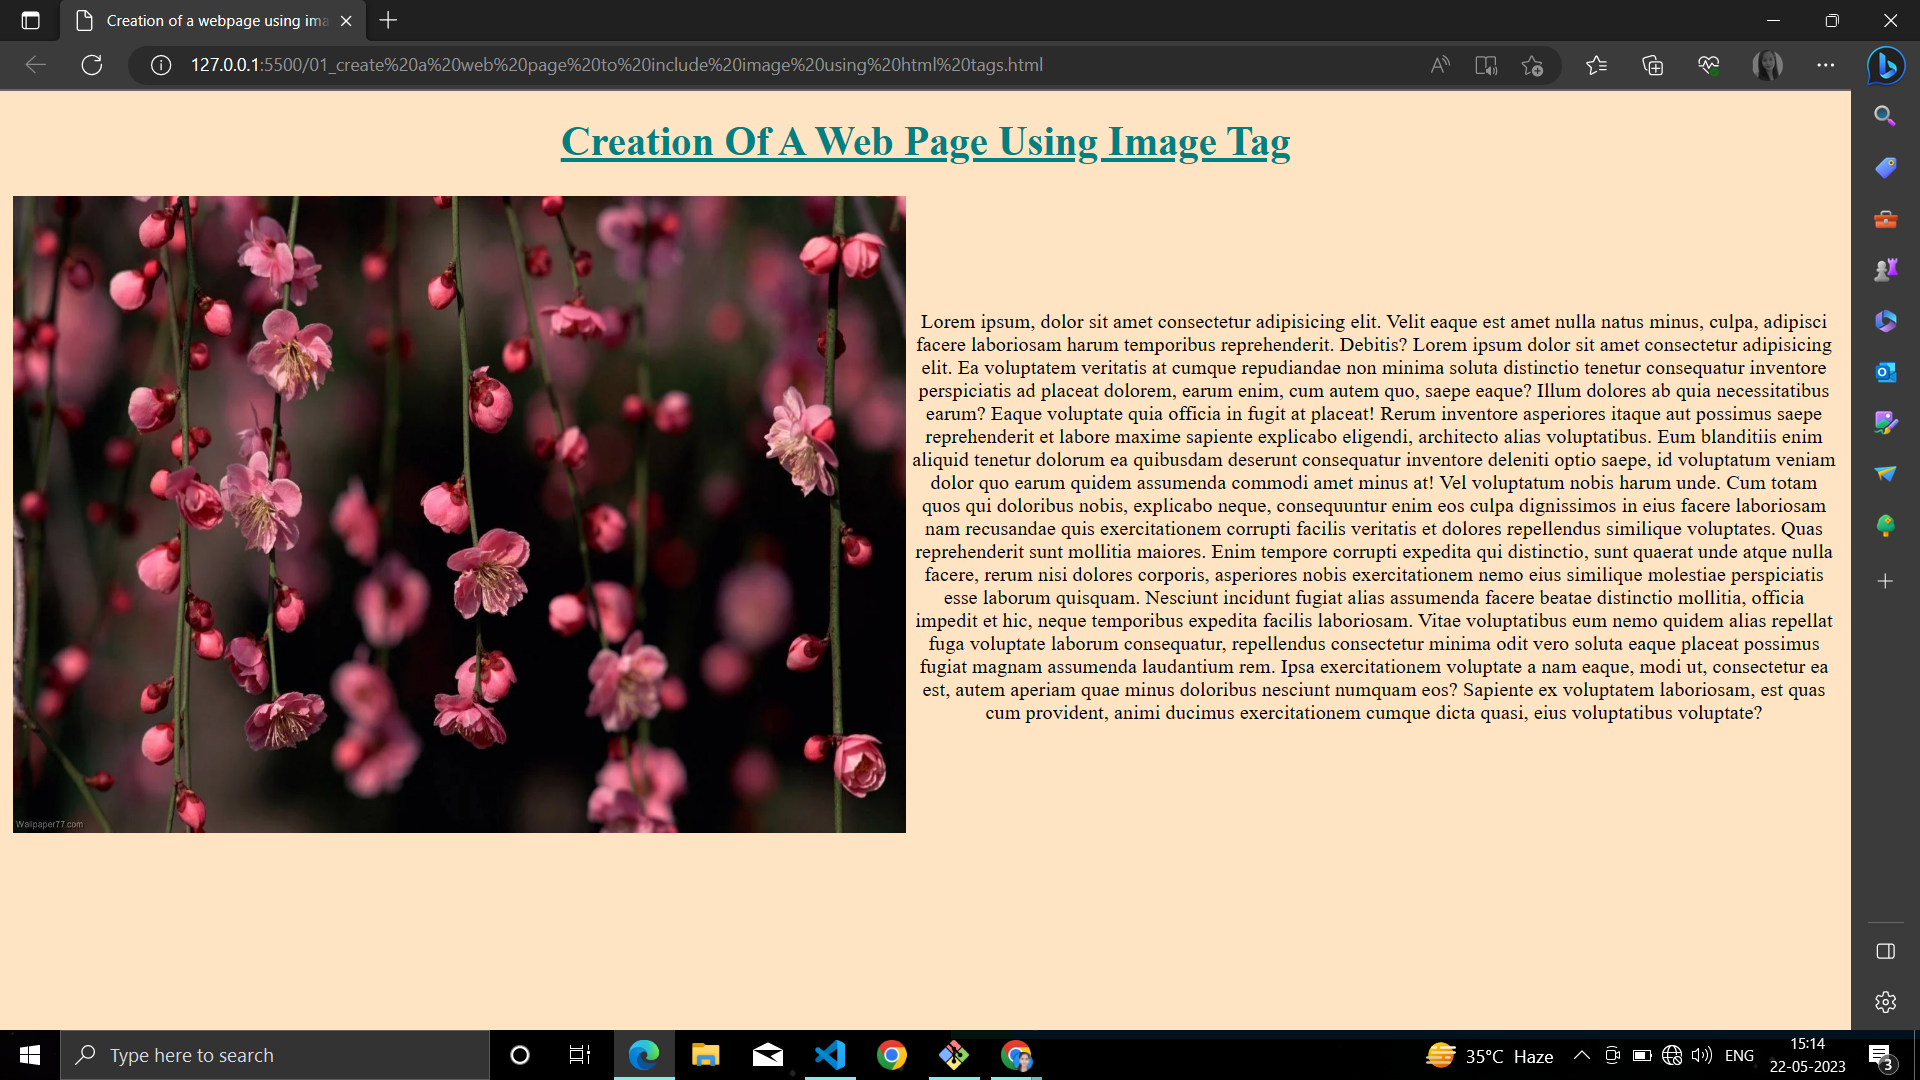 Creation of a webpage using ima
127.0.0.1:5500/01_create%20a%20web%20page%20to%20include%20image%20using%20html%20tags.html
Creation Of A Web Page Using Image Tag
Lorem ipsum, dolor sit amet consectetur adipisicing elit. Velit eaque est amet nulla natus minus, culpa, adipisci
facere laboriosam harum temporibus reprehenderit. Debitis? Lorem ipsum dolor sit amet consectetur adipisicing
elit. Ea voluptatem veritatis at cumque repudiandae non minima soluta distinctio tenetur consequatur inventore
perspiciatis ad placeat dolorem, earum enim, cum autem quo, saepe eaque? Illum dolores ab quia necessitatibus
earum? Eaque voluptate quia officia in fugit at placeat! Rerum inventore asperiores itaque aut possimus saepe
reprehenderit et labore maxime sapiente explicabo eligendi, architecto alias voluptatibus. Eum blanditiis enim
aliquid tenetur dolorum ea quibusdam deserunt consequatur inventore deleniti optio saepe, id voluptatum veniam
dolor quo earum quidem assumenda commodi amet minus at! Vel voluptatum nobis harum unde. Cum totam
quos qui doloribus nobis, explicabo neque, consequuntur enim eos culpa dignissimos in eius facere laboriosam
nam recusandae quis exercitationem corrupti facilis veritatis et dolores repellendus similique voluptates. Quas
reprehenderit sunt mollitia maiores. Enim tempore corrupti expedita qui distinctio, sunt quaerat unde atque nulla
facere, rerum nisi dolores corporis, asperiores nobis exercitationem nemo eius similique molestiae perspiciatis
esse laborum quisquam. Nesciunt incidunt fugiat alias assumenda facere beatae distinctio mollitia, officia
impedit et hic, neque temporibus expedita facilis laboriosam. Vitae voluptatibus eum nemo quidem alias repellat
fuga voluptate laborum consequatur, repellendus consectetur minima odit vero soluta eaque placeat possimus
fugiat magnam assumenda laudantium rem. Ipsa exercitationem voluptate a nam eaque, modi ut, consectetur ea
est, autem aperiam quae minus doloribus nesciunt numquam eos? Sapiente ex voluptatem laboriosam, est quas
cum provident, animi ducimus exercitationem cumque dicta quasi, eius voluptatibus voluptate?
Wallpaper77.com
Type here to search
35°C Haze
ENG
15:14
22-05-2023
3